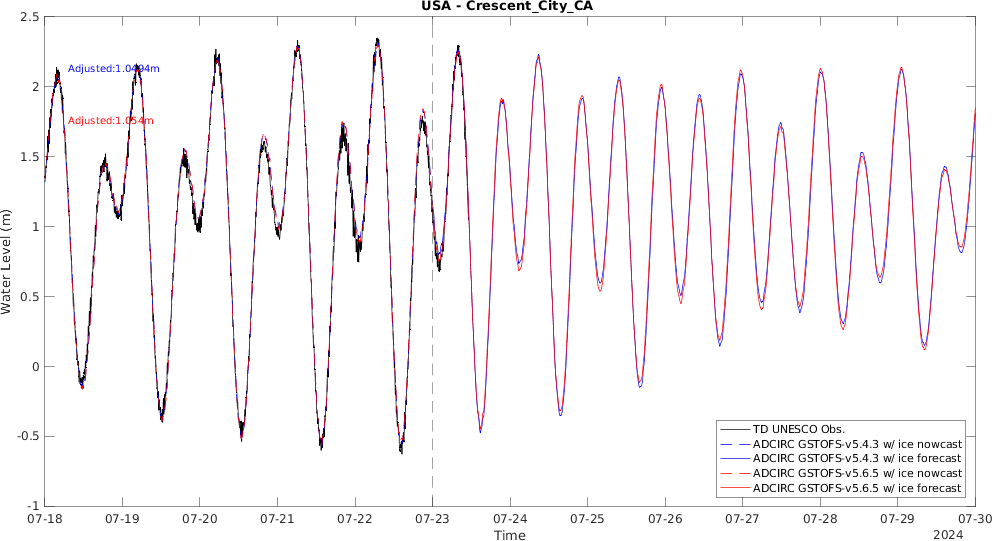 USA - Crescent_City_CA
2.5
2
1.5
1
0.5
0
-0.5
-1
Water Level (m)
Adjusted:1.0494m
Adjusted:1.054m
TD UNESCO Obs.
ADCIRC GSTOFS-v5.4.3 w/ ice nowcast
ADCIRC GSTOFS-v5.4.3 w/ ice forecast
ADCIRC GSTOFS-v5.6.5 w/ ice nowcast
ADCIRC GSTOFS-v5.6.5 w/ ice forecast
07-18 07-19 07-20 07-21 07-22 07-23 07-24 07-25 07-26 07-27 07-28 07-29 07-30
Time
2024